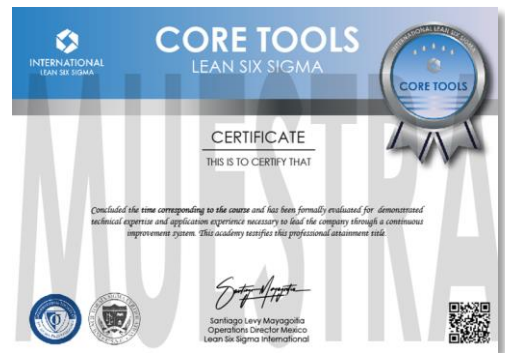 INTERNATIONAL
LEAN SIX SIGMA
CORE TOOLS
LEAN SIX SIGMA
INTERNATIONAL LEAN SIX SIGMA
CORE TOOLS
MUESTRA
CERTIFICATE
THIS IS TO CERTIFY THAT
Concluded the time corresponding to the course and has been formally evaluated for demonstrated
technical expertise and application experience necessary to lead the company through a continuous
improvement system. This academy testifies this professional attainment title.
Santiago Levy Mayagoitia
Operations Director Mexico
Lean Six Sigma International